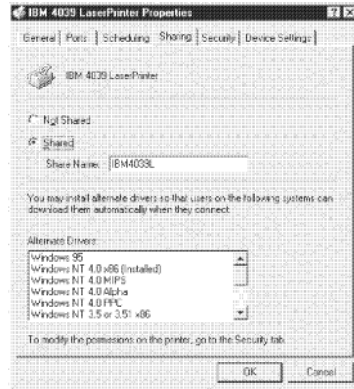 IBM 4039 LaserPrinter Properties
General Ports Scheduling Sharing Security Device Settings
IBM 4039 LaserPrinter
Not Shared
Shared
Share Name: IBM4039L
You may install alternate drivers so that users on the following systems can
download them automatically when they connect.
Alternate Drivers:
Windows 95
Windows NT 4.0 x86 (Installed)
Windows NT 4.0 MIPS
Windows NT 4.0 Alpha
Windows NT 4.0 PPC
Windows NT 3.5 or 3.51 x86
To modify the permissions on the printer, go to the Security tab.
OK Cancel